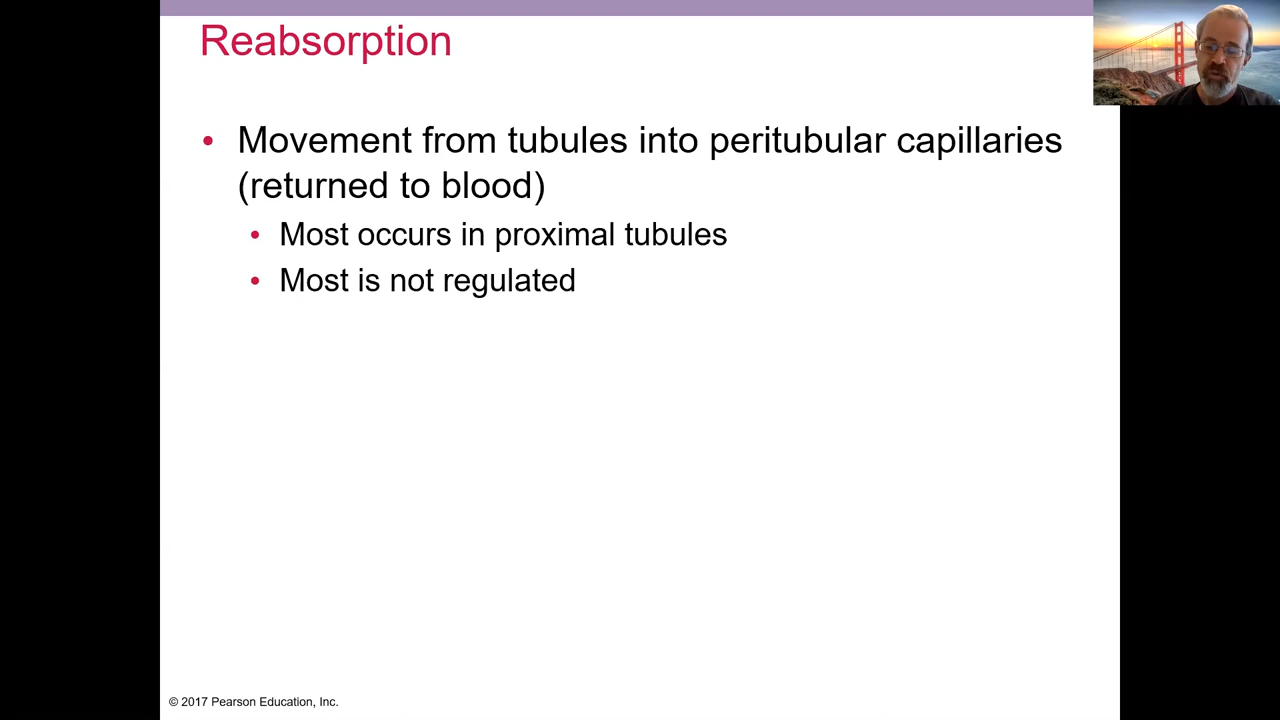 Reabsorption
• Movement from tubules into peritubular capillaries
(returned to blood)
• Most occurs in proximal tubules
• Most is not regulated
© 2017 Pearson Education, Inc.